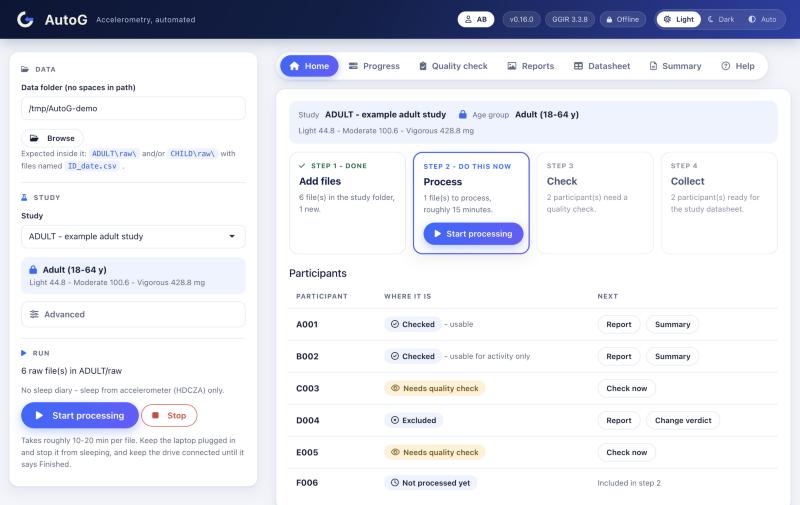 AutoG
Accelerometry, automated
AB
v0.16.0
GGIR 3.3.8
Offline
Light
Dark
Auto
DATA
Data folder (no spaces in path)
/tmp/AutoG-demo
Browse
Expected inside it: ADULT\raw\ and/or CHILD\raw\ with
files named ID_date.csv .
STUDY
Study
ADULT - example adult study
Adult (18-64 y)
Light 44.8 - Moderate 100.6 - Vigorous 428.8 mg
Advanced
RUN
6 raw file(s) in ADULT/raw
No sleep diary - sleep from accelerometer (HDCZA) only.
Start processing
Stop
Takes roughly 10-20 min per file. Keep the laptop plugged in
and stop it from sleeping, and keep the drive connected until it
says Finished.
Home
Progress
Quality check
Reports
Datasheet
Summary
Help
Study ADULT - example adult study Age group Adult (18-64 y)
Light 44.8 - Moderate 100.6 - Vigorous 428.8 mg
STEP 1 - DONE
Add files
6 file(s) in the study folder,
1 new.
STEP 2 - DO THIS NOW
Process
1 file(s) to process,
roughly 15 minutes.
Start processing
STEP 3
Check
2 participant(s) need a
quality check.
STEP 4
Collect
2 participant(s) ready for
the study datasheet.
Participants
PARTICIPANT WHERE IT IS NEXT
A001 Checked - usable Report Summary
B002 Checked - usable for activity only Report Summary
C003 Needs quality check Check now
D004 Excluded Report Change verdict
E005 Needs quality check Check now
F006 Not processed yet Included in step 2